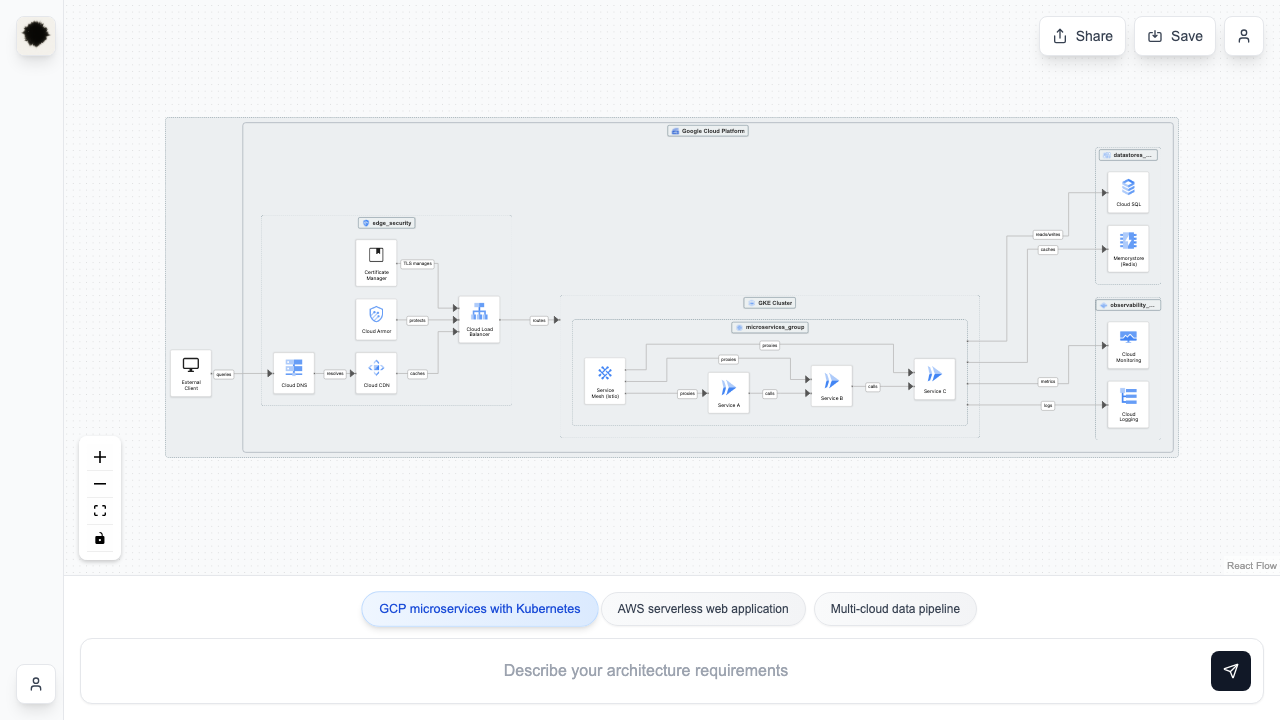 Share
Save
Google Cloud Platform
datastores_...
Cloud SQL
reads/writes
edge_security
caches
Memorystore
(Redis)
TLS manages
Certificate
Manager
GKE Cluster
observability_...
Cloud Armor
protects
Cloud Load
Balancer
routes
microservices_group
proxies
Cloud
Monitoring
proxies
queries
External
Client
Cloud DNS
resolves
Cloud CDN
caches
Service
Mesh (Istio)
proxies
Service A
calls
Service B
calls
Service C
metrics
logs
Cloud
Logging
React Flow
GCP microservices with Kubernetes
AWS serverless web application
Multi-cloud data pipeline
Describe your architecture requirements